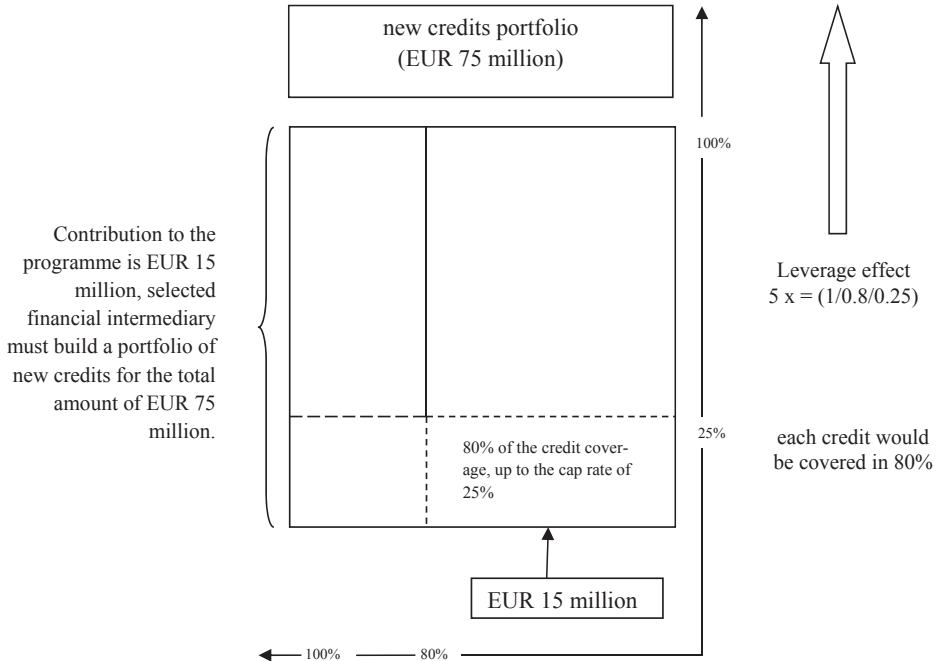 new credits portfolio
(EUR 75 million)
100%
Contribution to the
programme is EUR 15
million, selected
financial intermediary
must build a portfolio of
new credits for the total
amount of EUR 75
million.
Leverage effect
5 x = (1/0.8/0.25)
25%
each credit would
be covered in 80%
80% of the credit cover-
age, up to the cap rate of
25%
EUR 15 million
100%
80%